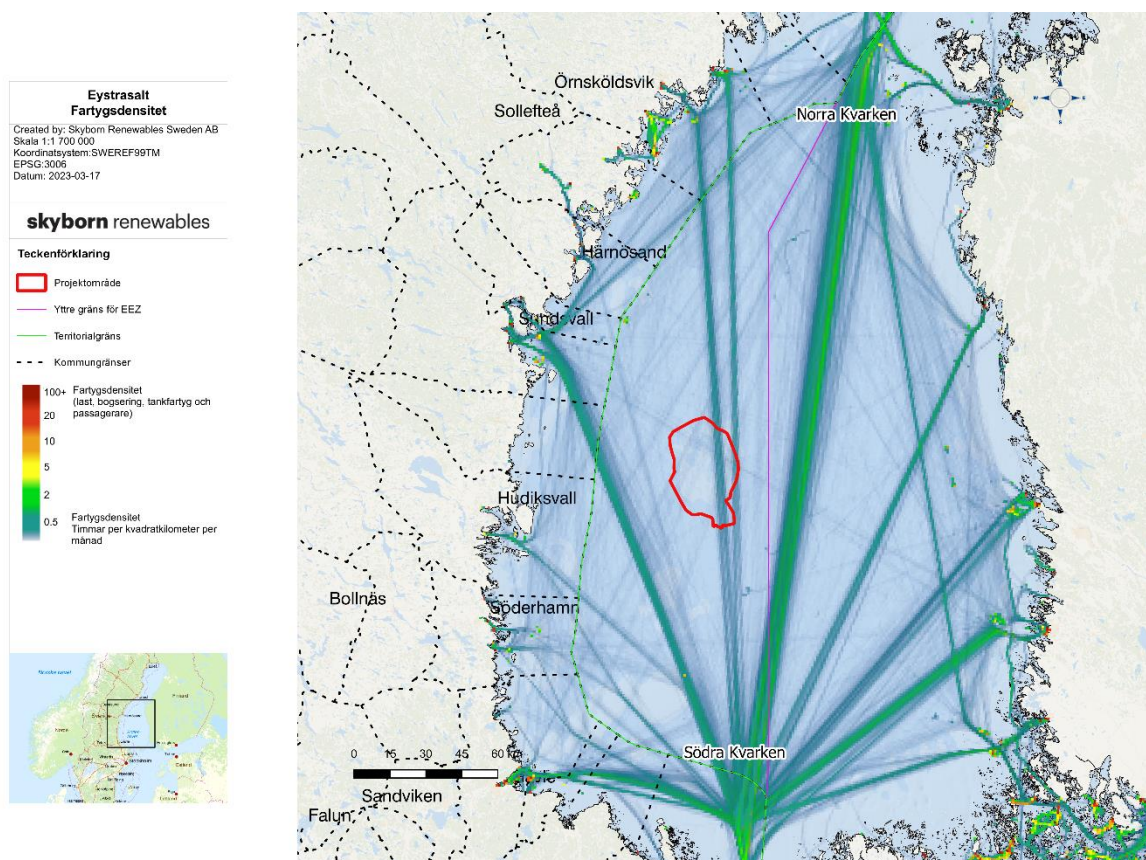 Eystrasalt
Fartygsdensitet
Created by: Skyborn Renewables Sweden AB
Skala 1:1 700 000
Koordinatsystem:SWEREF99TM
EPSG:3006
Datum: 2023-03-17
skyborn renewables
Teckenförklaring
Projektområde
Yttre gräns för EEZ
Territorialgräns
Kommungränser
100+
Fartygsdensitet
(last, bogsering, tankfartyg och
passagerare)
20
10
5
2
0.5
Fartygsdensitet
Timmar per kvadratkilometer per
månad
Örnsköldsvik
Sollefteå
Norra Kvarken
Härnösand
Sundsvall
Hudiksvall
Bollnäs
Söderhamn
Södra Kvarken
0 15 30 45 60
Sandviken
Falun